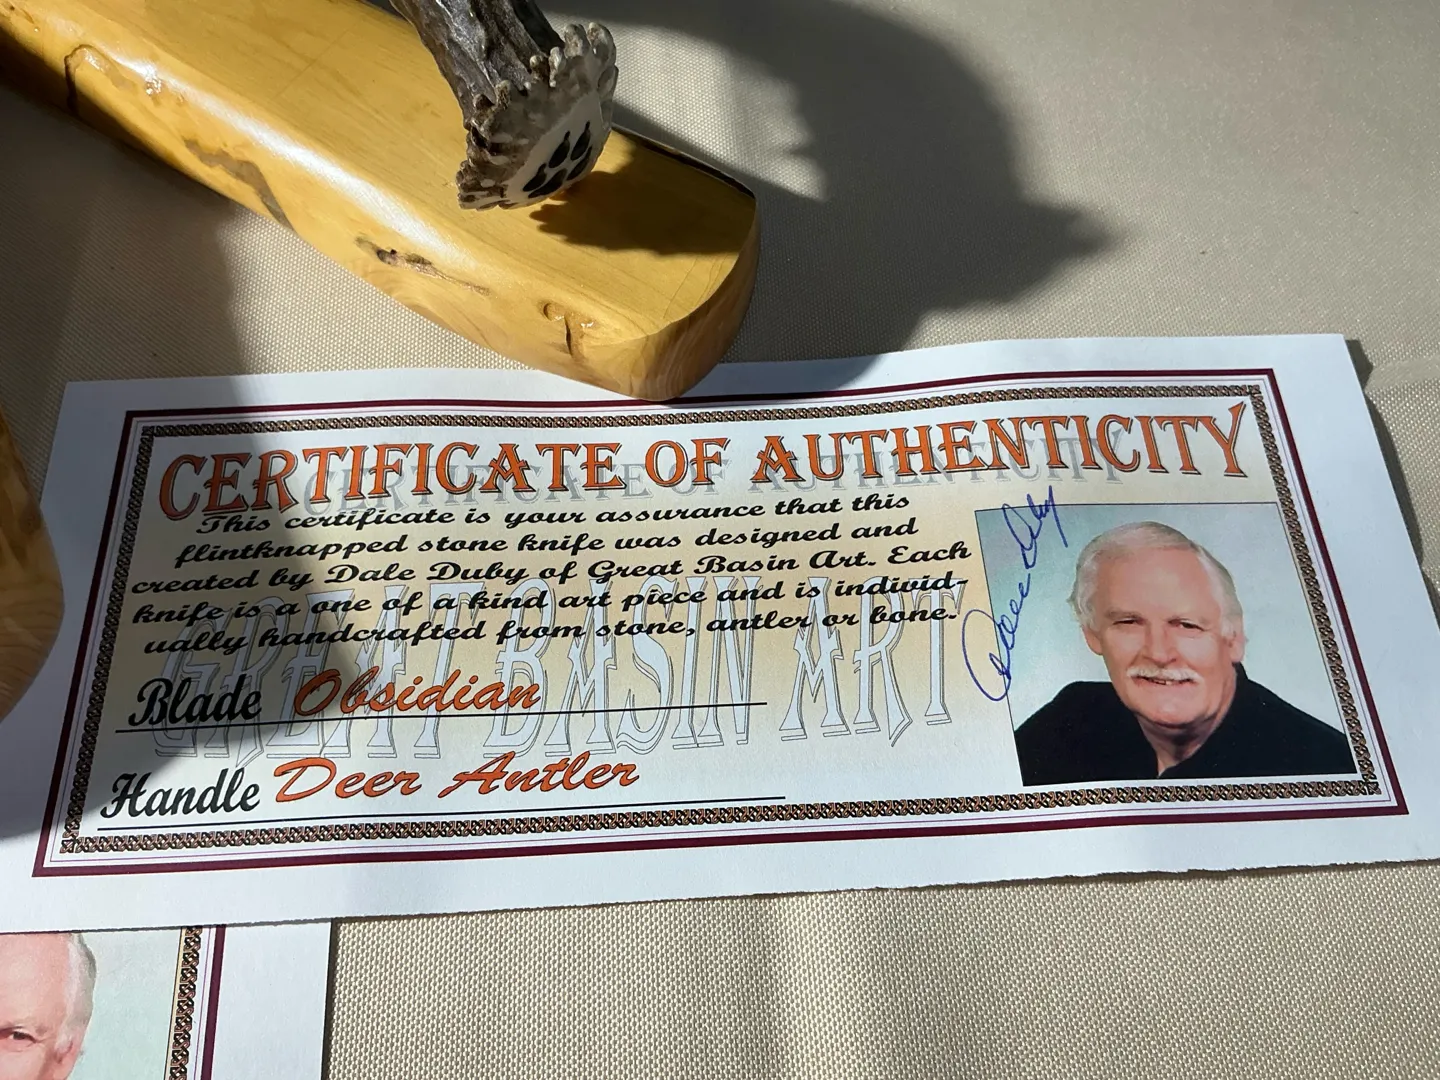 CERTIFICATE OF AUTHENTICITY
This certificate is your assurance that this
flintknapped stone knife was designed and
created by Dale Duby of Great Basin Art. Each
knife is a one of a kind art piece and is individ-
ually handcrafted from stone, antler or bone.
GREAT BASIN ART
Blade Obsidian
Handle Deer Antler
Dale Duby